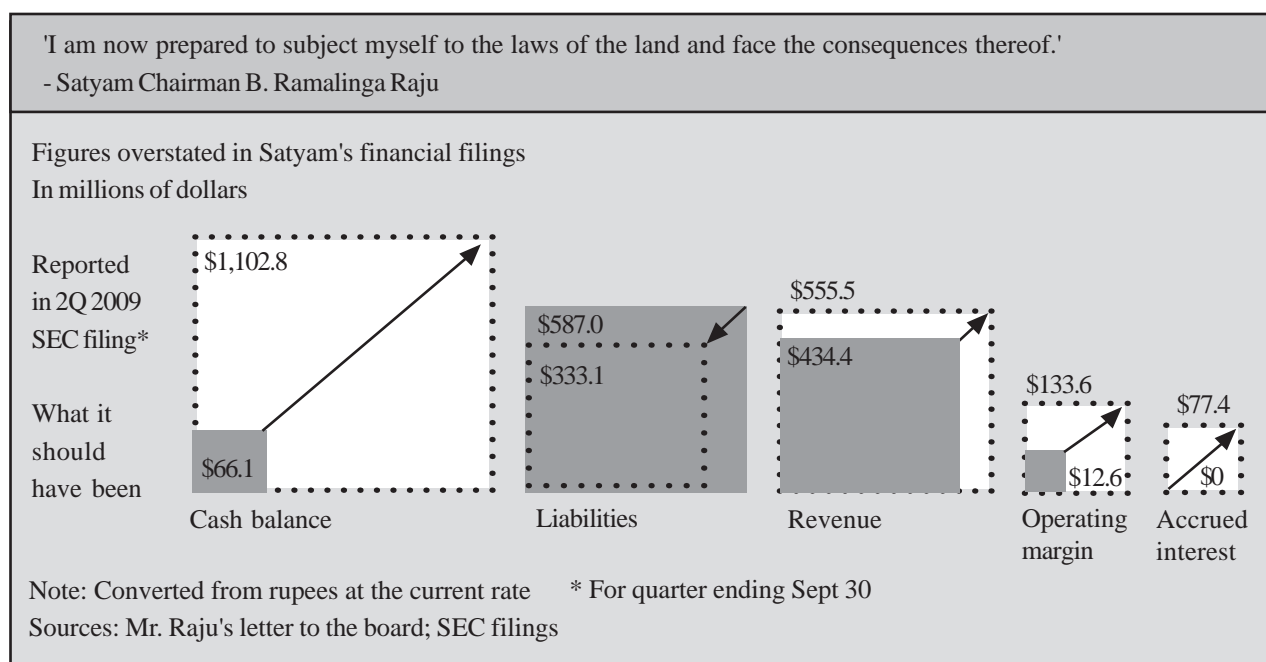 'I am now prepared to subject myself to the laws of the land and face the consequences thereof.'
- Satyam Chairman B. Ramalinga Raju
Figures overstated in Satyam's financial filings
In millions of dollars
Reported
in 2Q 2009
SEC filing*
What it
should
have been
$1,102.8
$66.1
Cash balance
$587.0
$333.1
Liabilities
$555.5
$434.4
Revenue
$133.6
$12.6
Operating
margin
$77.4
$0
Accrued
interest
Note: Converted from rupees at the current rate * For quarter ending Sept 30
Sources: Mr. Raju's letter to the board; SEC filings